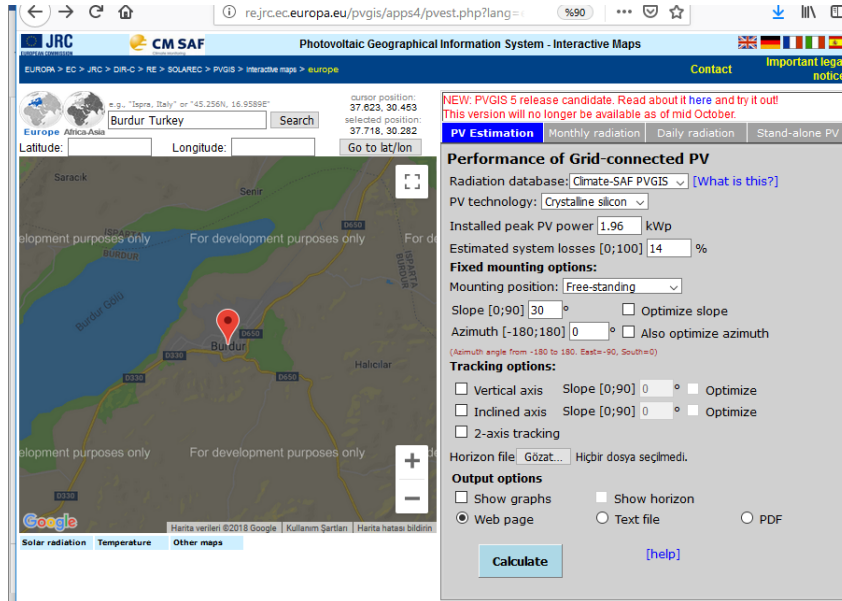 re.jrc.ec.europa.eu/pvgis/apps4/pvest.php?lang=
%90
JRC
EUROPEAN COMMISSION
CM SAF
Photovoltaic Geographical Information System - Interactive Maps
EUROPA > EC > JRC > DIR-C > RE > SOLAREC > PVGIS > Interactive maps > europe
Contact
Important lega
notice
Europe
Africa-Asia
e.g., "Ispra, Italy" or "45.256N, 16.9589E"
Burdur Turkey
Search
cursor position:
37.623, 30.453
selected position:
37.718, 30.282
Latitude:
Longitude:
Go to lat/lon
Saracık
Senir
D650
elopment purposes only
For development purposes only
For de
ISPARTA
BURDUR
ISPARTA
BURDUR
Burdur Gölü
D650
Burdur
D330
D330
D650
Halıcılar
elopment purposes only
For development purposes only
For de
D330
+
−
Google
Harita verileri ©2018 Google
Kullanım Şartları
Harita hatası bildirin
Solar radiation
Temperature
Other maps
NEW: PVGIS 5 release candidate. Read about it here and try it out!
This version will no longer be available as of mid October.
PV Estimation
Monthly radiation
Daily radiation
Stand-alone PV
Performance of Grid-connected PV
Radiation database: Climate-SAF PVGIS [What is this?]
PV technology: Crystalline silicon
Installed peak PV power 1.96 kWp
Estimated system losses [0;100] 14 %
Fixed mounting options:
Mounting position: Free-standing
Slope [0;90] 30 ° Optimize slope
Azimuth [-180;180] 0 ° Also optimize azimuth
(Azimuth angle from -180 to 180. East=-90, South=0)
Tracking options:
Vertical axis Slope [0;90] 0 ° Optimize
Inclined axis Slope [0;90] 0 ° Optimize
2-axis tracking
Horizon file Gözat... Hiçbir dosya seçilmedi.
Output options
Show graphs Show horizon
Web page Text file PDF
Calculate
[help]